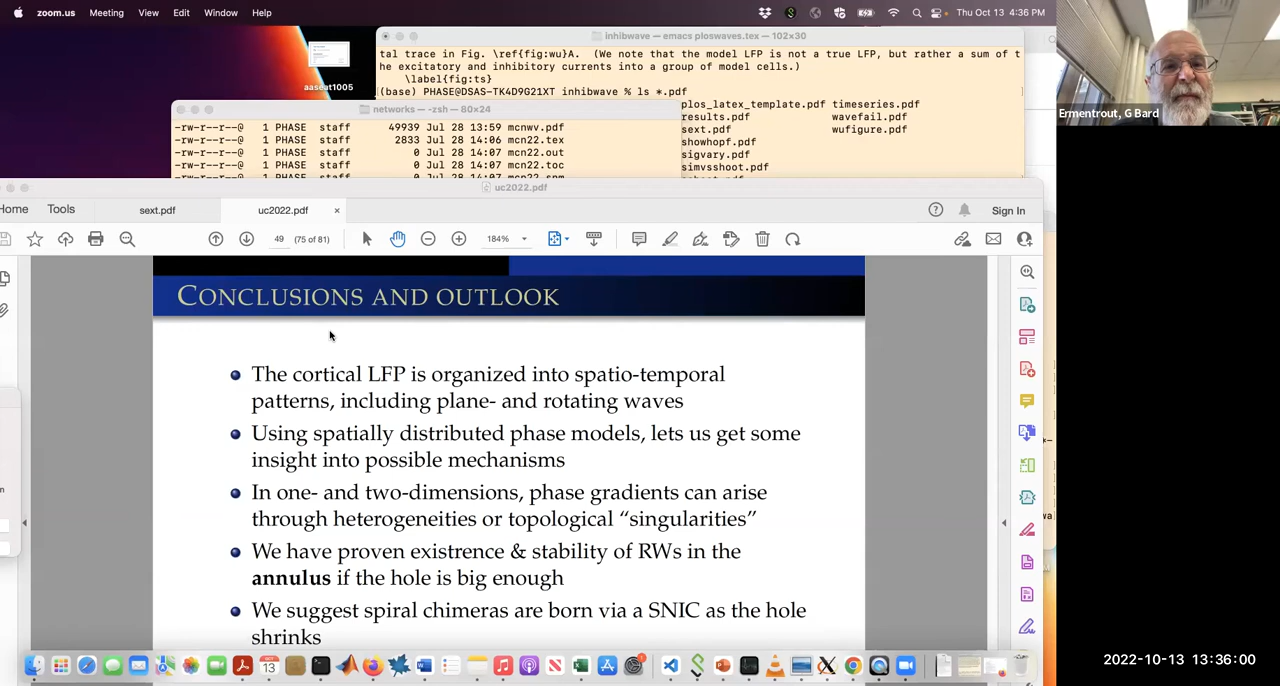 zoom.us Meeting View Edit Window Help Thu Oct 13 4:36 PM
inhibwave — emacs ploswaves.tex — 102×30
tal trace in Fig. \ref{fig:wu}A. (We note that the model LFP is not a true LFP, but rather a sum of t
he excitatory and inhibitory currents into a group of model cells.)
\label{fig:ts}
(base) PHASE@DSAS-TK4D9G21XT inhibwave % ls *.pdf
aaseat1005
networks — -zsh — 80×24
plos_latex_template.pdf timeseries.pdf
results.pdf wavefail.pdf
sext.pdf wufigure.pdf
showhopf.pdf
sigvary.pdf
simvsshoot.pdf
-rw-r--r--@ 1 PHASE staff 49939 Jul 28 13:59 mcnwv.pdf
-rw-r--r--@ 1 PHASE staff 2833 Jul 28 14:06 mcn22.tex
-rw-r--r--@ 1 PHASE staff 0 Jul 28 14:07 mcn22.out
-rw-r--r--@ 1 PHASE staff 0 Jul 28 14:07 mcn22.toc
Ermentrout, G Bard
uc2022.pdf
Home Tools sext.pdf uc2022.pdf × Sign In
49 (75 of 81) 184%
CONCLUSIONS AND OUTLOOK
The cortical LFP is organized into spatio-temporal
patterns, including plane- and rotating waves
Using spatially distributed phase models, lets us get some
insight into possible mechanisms
In one- and two-dimensions, phase gradients can arise
through heterogeneities or topological “singularities”
We have proven existrence & stability of RWs in the
annulus if the hole is big enough
We suggest spiral chimeras are born via a SNIC as the hole
shrinks
2022-10-13 13:36:00